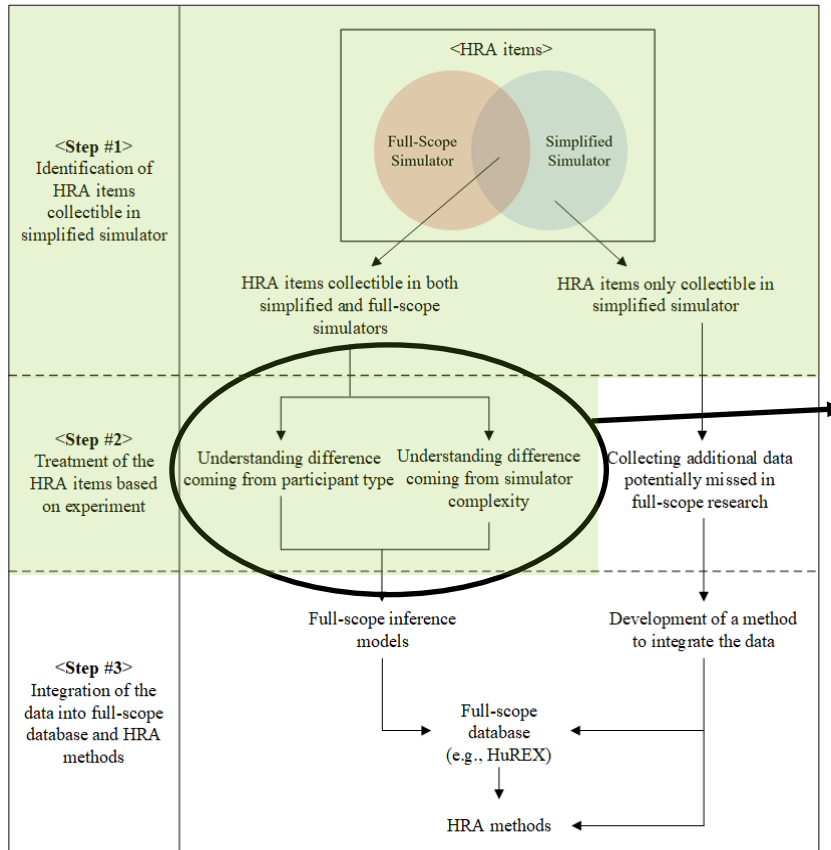 <HRA items>
Full-Scope
Simulator
Simplified
Simulator
<Step #1>
Identification of
HRA items
collectible in
simplified simulator
HRA items collectible in both
simplified and full-scope
simulators
HRA items only collectible in
simplified simulator
<Step #2>
Treatment of the
HRA items based
on experiment
Understanding difference
coming from participant type
Understanding difference
coming from simulator
complexity
Collecting additional data
potentially missed in
full-scope research
<Step #3>
Integration of the
data into full-scope
database and HRA
methods
Full-scope inference
models
Development of a method
to integrate the data
Full-scope
database
(e.g., HuREX)
HRA methods